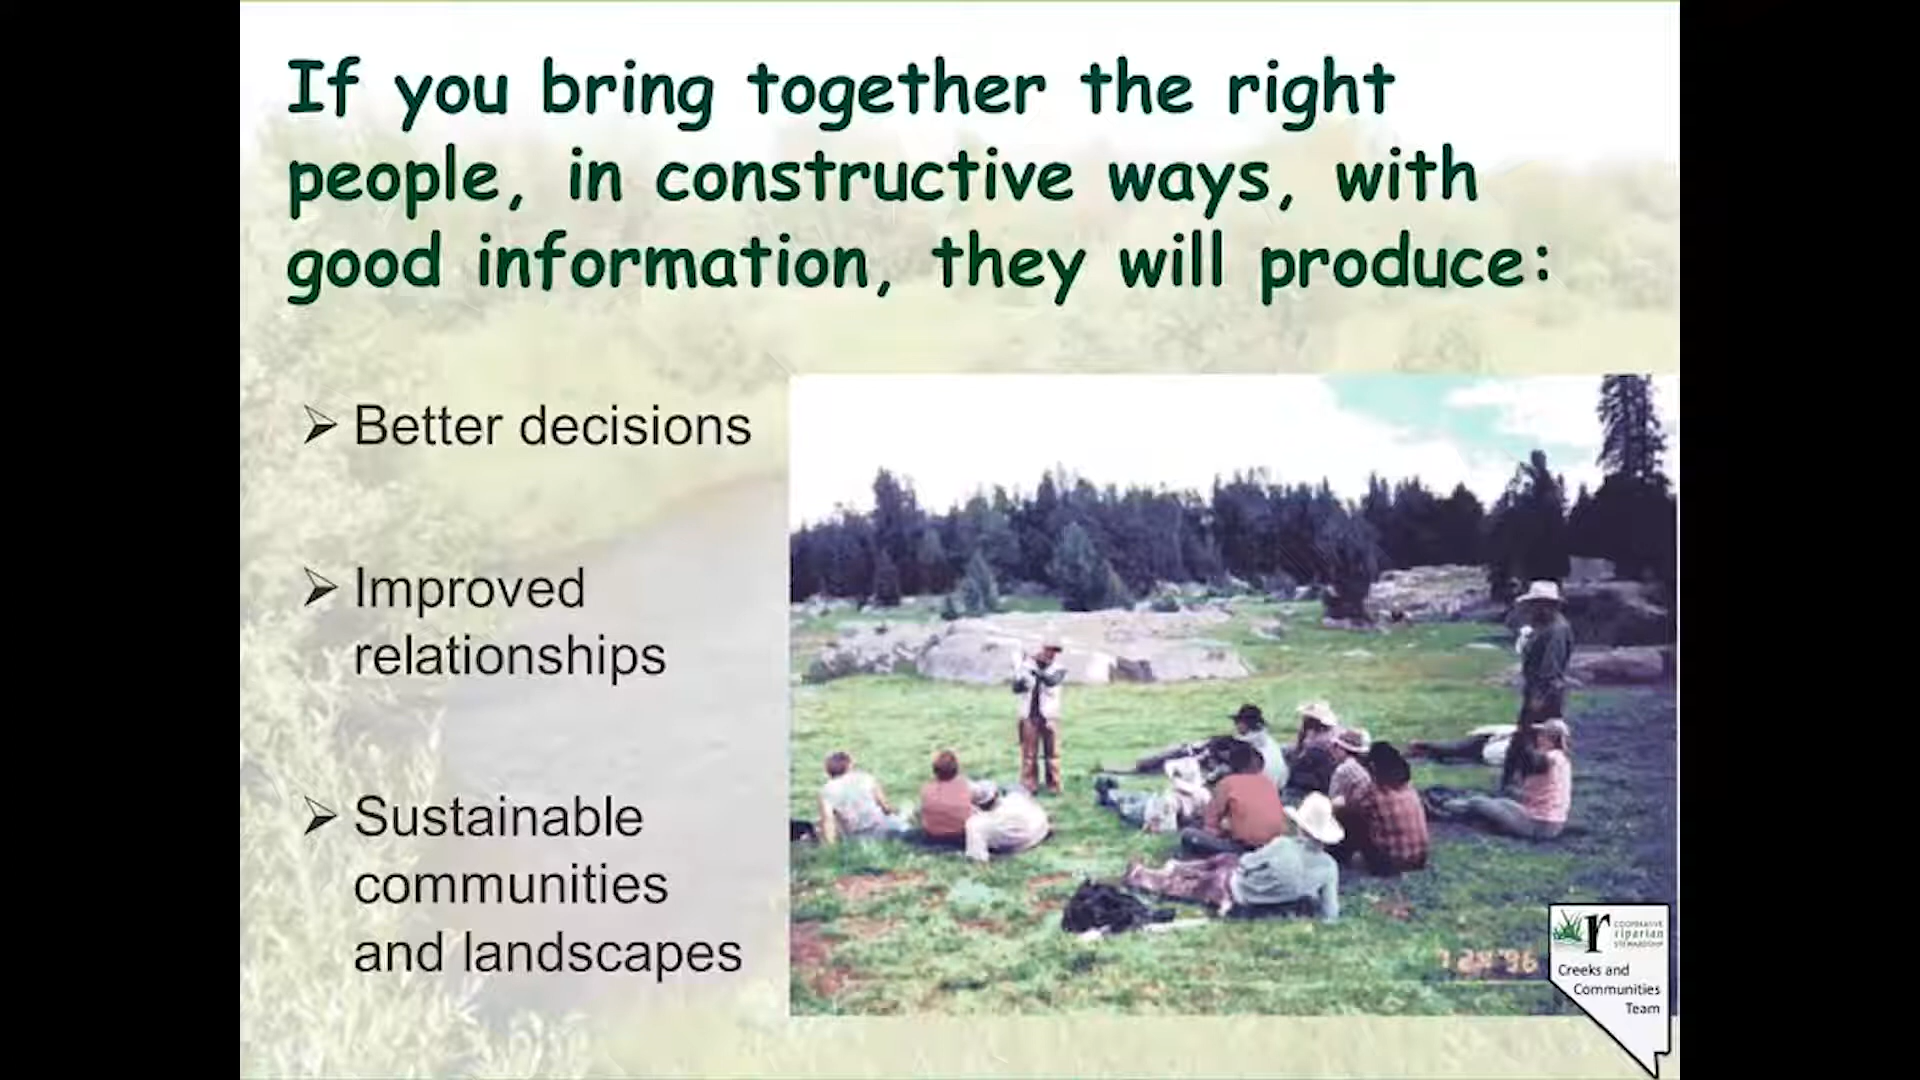 If you bring together the right
people, in constructive ways, with
good information, they will produce:
Better decisions
Improved
relationships
Sustainable
communities
and landscapes
r COOPERATIVE
riparian
STEWARDSHIP
Creeks and
Communities
Team